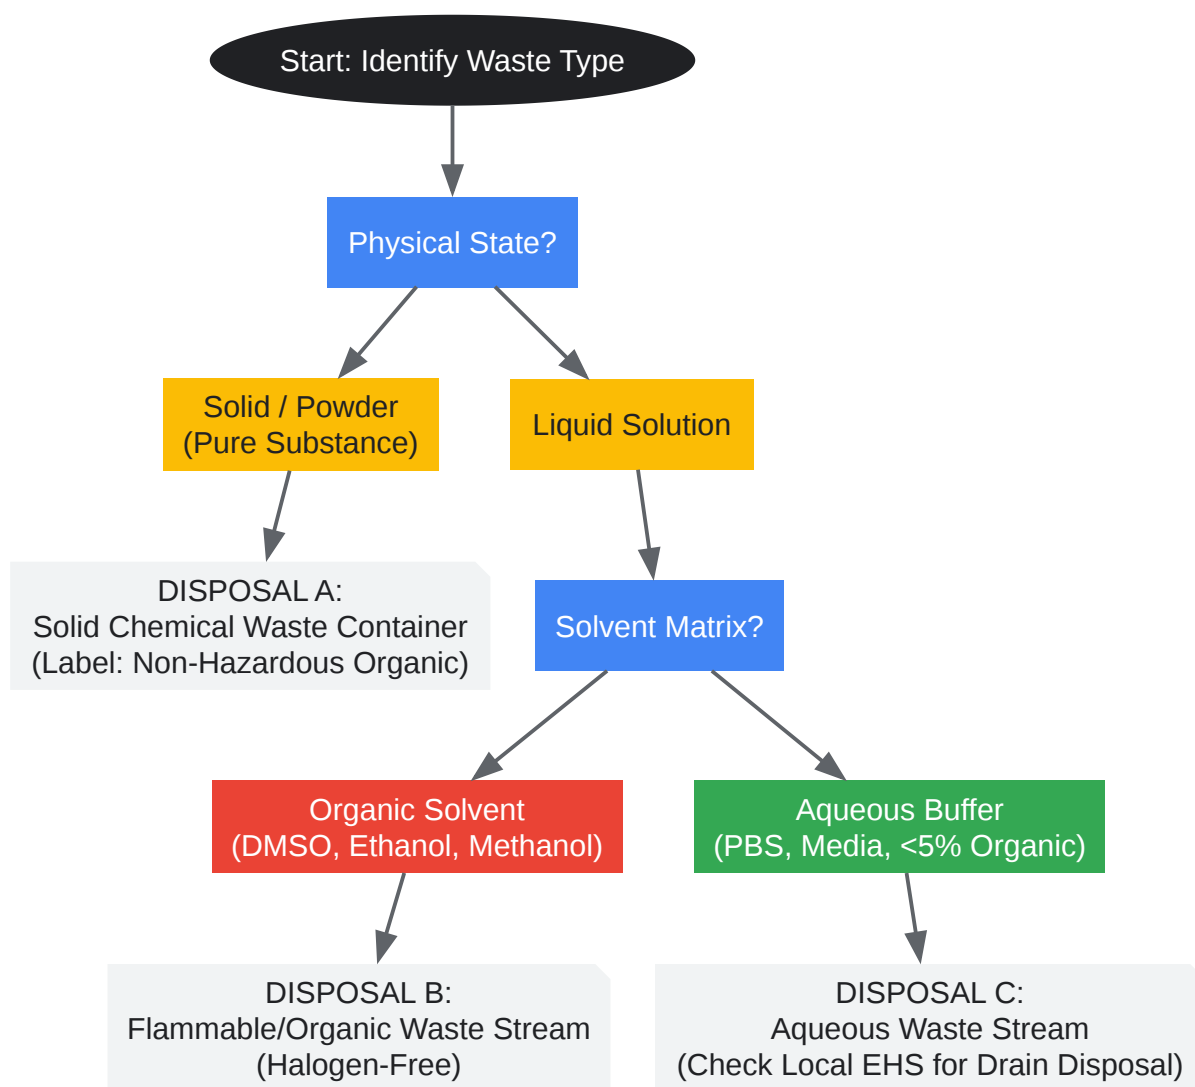 Start: Identify Waste Type
Physical State?
Solid / Powder
(Pure Substance)
Liquid Solution
DISPOSAL A:
Solid Chemical Waste Container
(Label: Non-Hazardous Organic)
Solvent Matrix?
Organic Solvent
(DMSO, Ethanol, Methanol)
Aqueous Buffer
(PBS, Media, <5% Organic)
DISPOSAL B:
Flammable/Organic Waste Stream
(Halogen-Free)
DISPOSAL C:
Aqueous Waste Stream
(Check Local EHS for Drain Disposal)